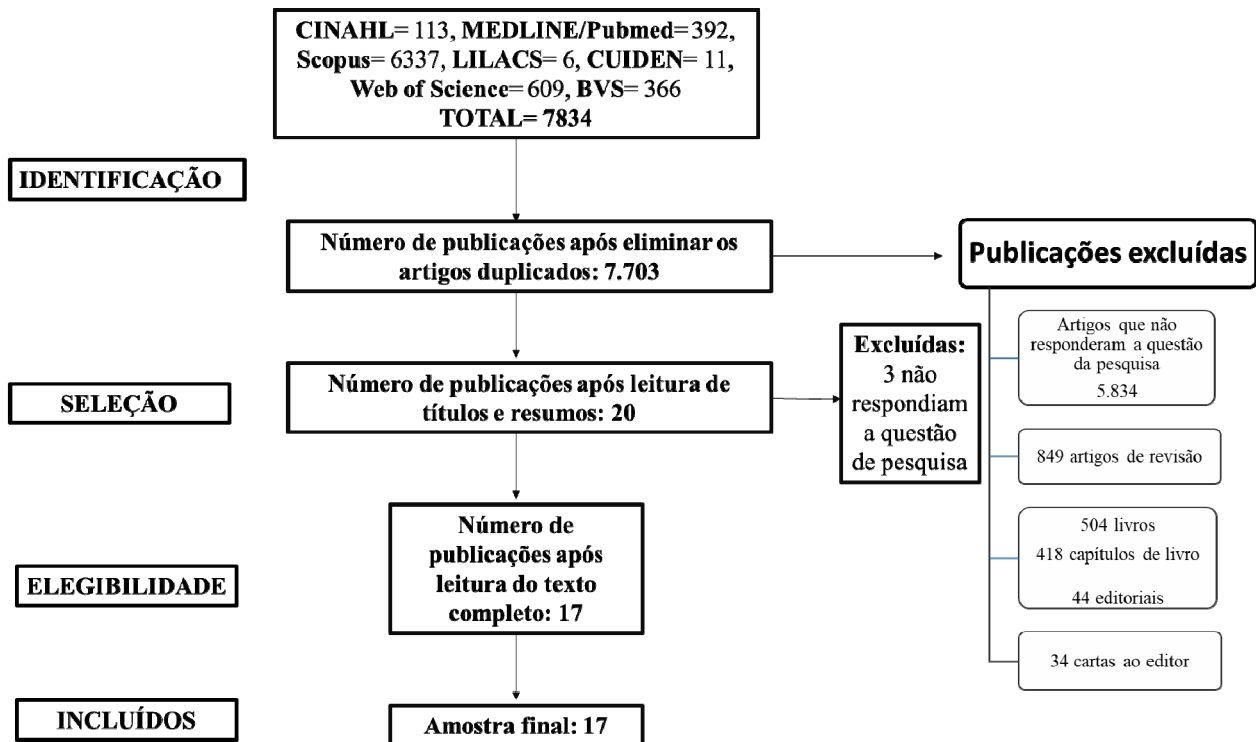 CINAHL= 113, MEDLINE/Pubmed=392,
Scopus= 6337, LILACS= 6, CUIDEN= 11,
Web of Science= 609, BVS= 366
TOTAL= 7834
IDENTIFICAÇÃO
Número de publicações após eliminar os
artigos duplicados: 7.703
Publicações excluídas
Artigos que não
responderam a questão
da pesquisa
5.834
849 artigos de revisão
504 livros
418 capítulos de livro
44 editoriais
34 cartas ao editor
SELEÇÃO
Número de publicações após leitura de
títulos e resumos: 20
Excluídas:
3 não
respondiam
a questão
de pesquisa
ELEGIBILIDADE
Número de
publicações após
leitura do texto
completo: 17
INCLUÍDOS
Amostra final: 17